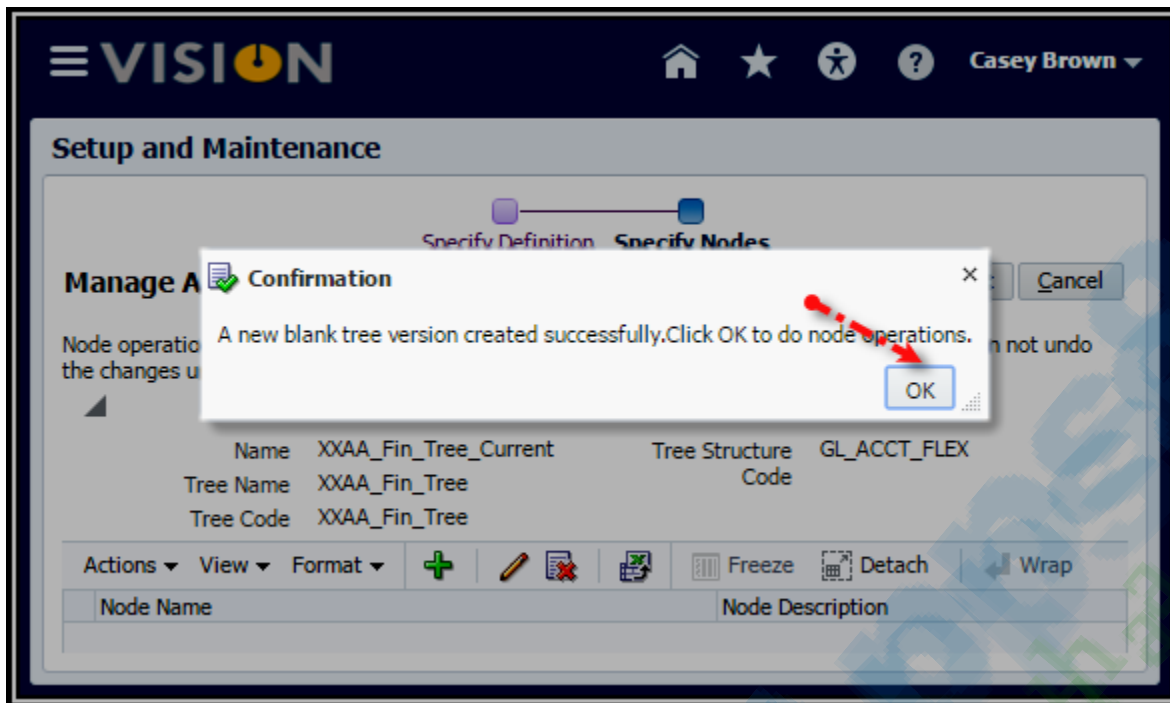 VISION
Casey Brown
Setup and Maintenance
Specify Definition Specify Nodes
Manage A
Cancel
Confirmation
A new blank tree version created successfully.Click OK to do node operations.
OK
Node operatio
n not undo
the changes u
Name XXAA_Fin_Tree_Current
Tree Structure Code GL_ACCT_FLEX
Tree Name XXAA_Fin_Tree
Tree Code XXAA_Fin_Tree
Actions View Format Freeze Detach Wrap
Node Name Node Description